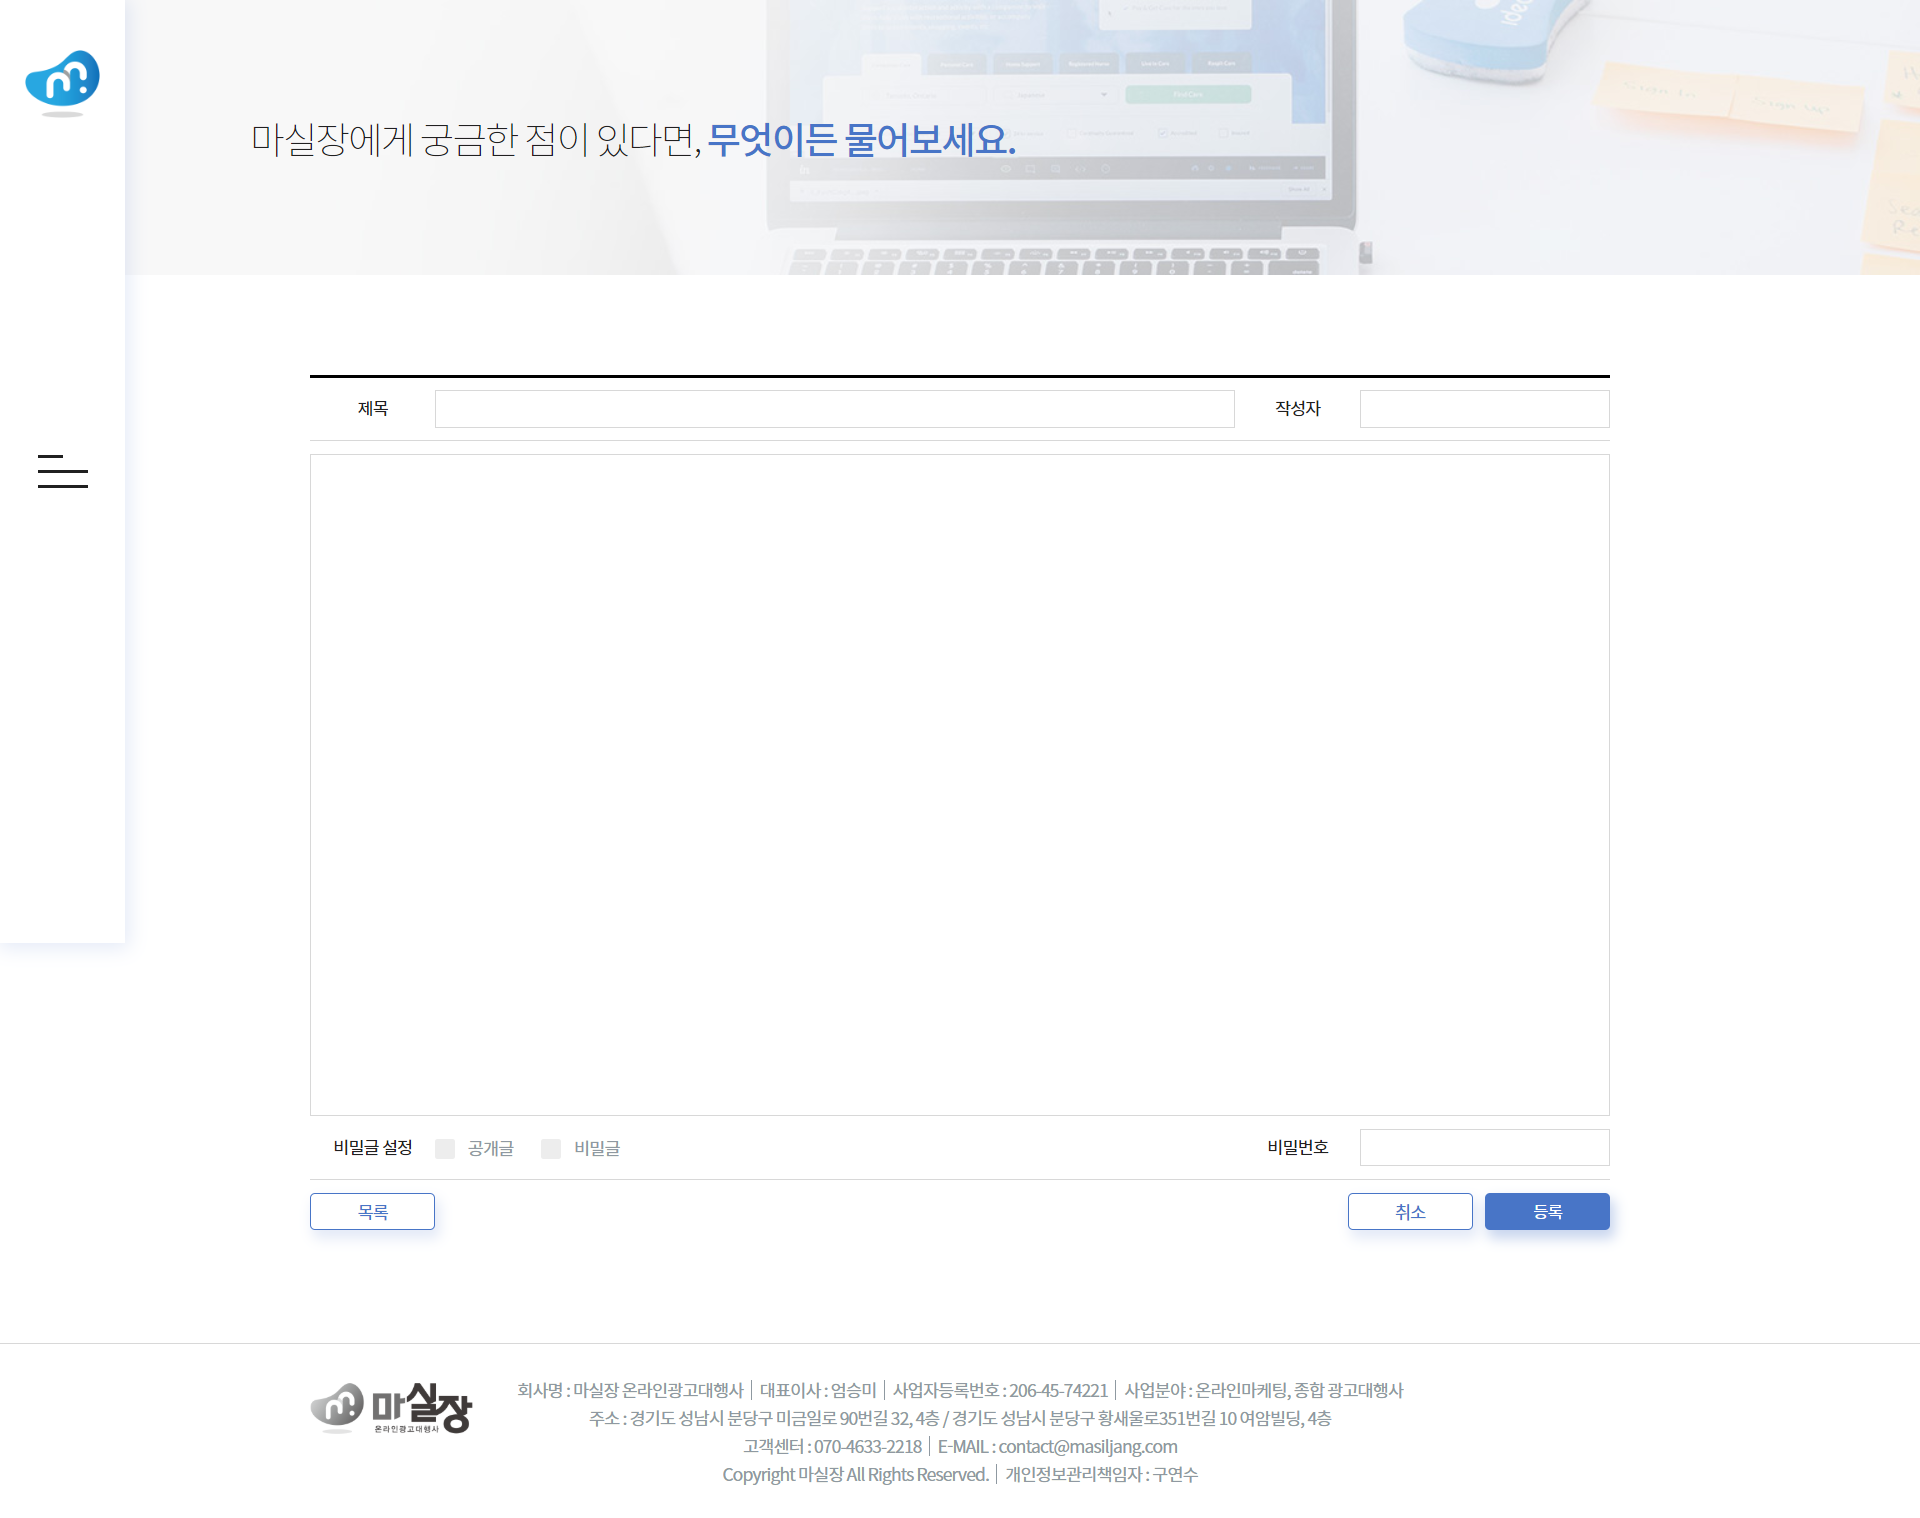 마실장에게 궁금한 점이 있다면, 무엇이든 물어보세요.
Find Care
idea
Sign In
Sign up
제목
작성자
비밀글 설정
공개글
비밀글
비밀번호
목록
취소
등록
마실장
온라인광고대행사
회사명 : 마실장 온라인광고대행사 │ 대표이사 : 엄승미 │ 사업자등록번호 : 206-45-74221 │ 사업분야 : 온라인마케팅, 종합 광고대행사
주소 : 경기도 성남시 분당구 미금일로 90번길 32, 4층 / 경기도 성남시 분당구 황새울로351번길 10 여암빌딩, 4층
고객센터 : 070-4633-2218 │ E-MAIL : contact@masiljang.com
Copyright 마실장 All Rights Reserved. │ 개인정보관리책임자 : 구연수